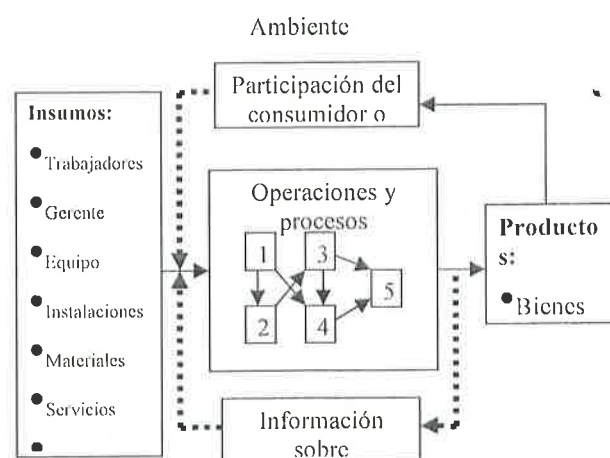 Ambiente
Participación del
consumidor o
Insumos:
Trabajadores
Gerente
Equipo
Instalaciones
Materiales
Servicios
Operaciones y
procesos
1
3
5
2
4
Producto
s:
Bienes
Información
sobre